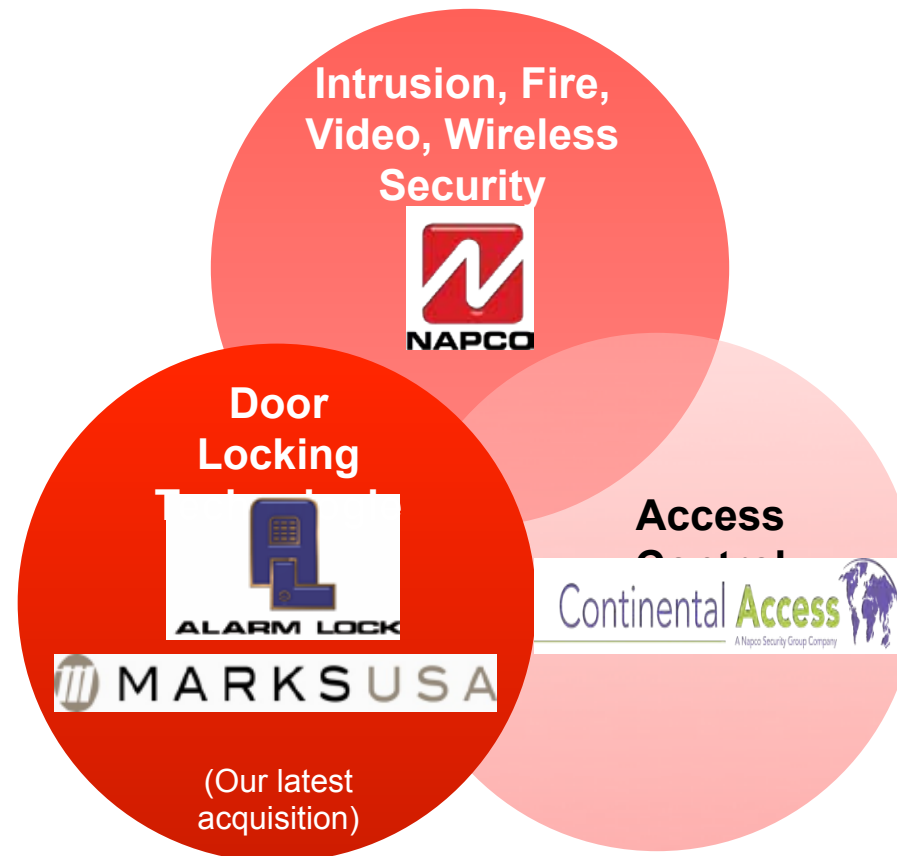 Intrusion, Fire,
Video, Wireless
Security
NAPCO
Door
Locking
ALARM LOCK
MARKSUSA
(Our latest
acquisition)
Access
Control
Continental Access
A Napco Security Group Company